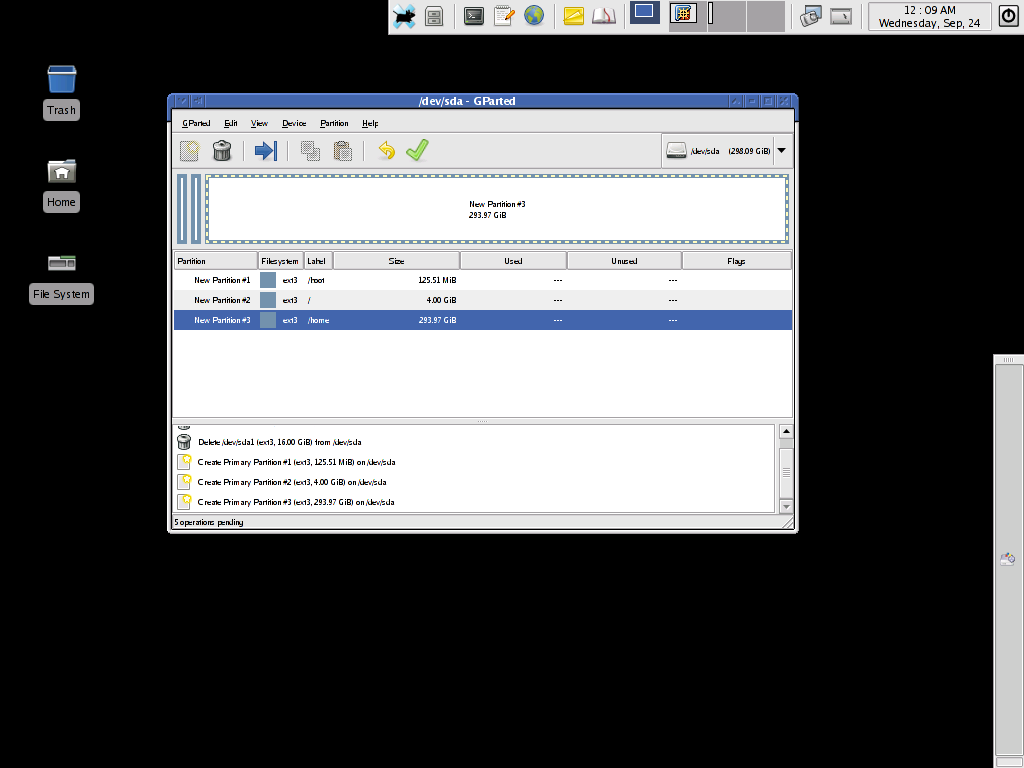 12 : 09 AM
Wednesday, Sep, 24
Trash
Home
File System
/dev/sda - GParted
GParted Edit View Device Partition Help
/dev/sda (298.09 GiB)
New Partition #3
293.97 GiB
Partition Filesystem Label Size Used Unused Flags
New Partition #1 ext3 /root 125.51 MiB --- ---
New Partition #2 ext3 / 4.00 GiB --- ---
New Partition #3 ext3 /home 293.97 GiB --- ---
Delete /dev/sda1 (ext3, 16.00 GiB) from /dev/sda
Create Primary Partition #1 (ext3, 125.51 MiB) on /dev/sda
Create Primary Partition #2 (ext3, 4.00 GiB) on /dev/sda
Create Primary Partition #3 (ext3, 293.97 GiB) on /dev/sda
5 operations pending